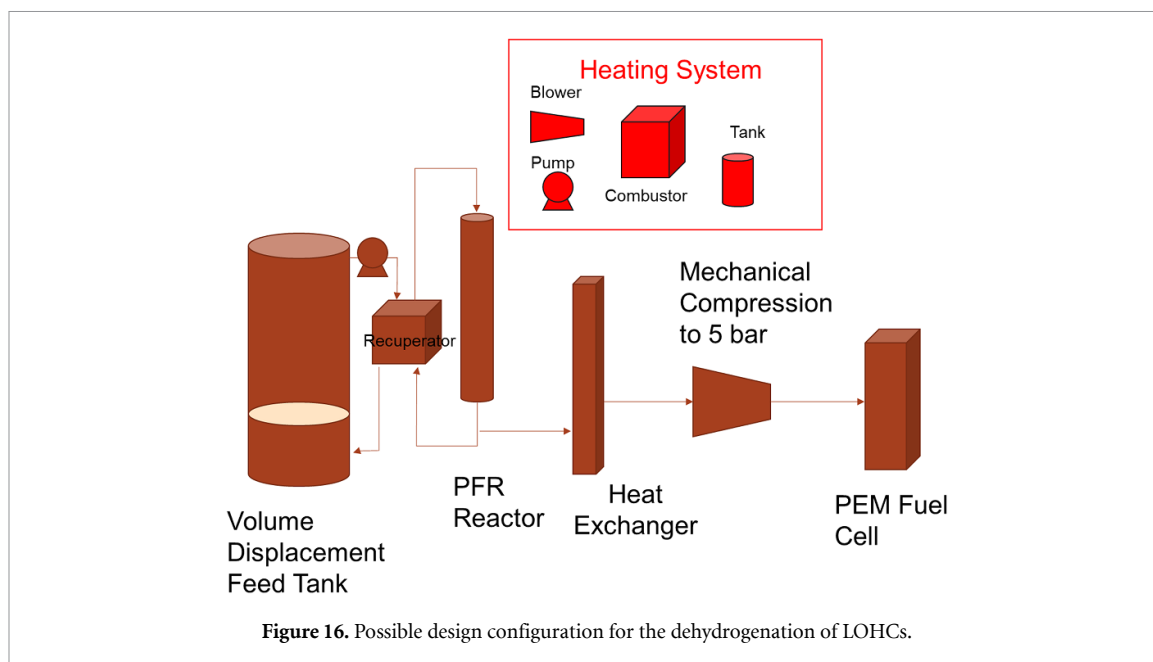 Heating System
Blower
Tank
Pump
Combustor
Mechanical
Compression
to 5 bar
Recuperator
PFR
Reactor
Heat
Exchanger
PEM Fuel
Cell
Volume
Displacement
Feed Tank
Figure 16. Possible design configuration for the dehydrogenation of LOHCs.